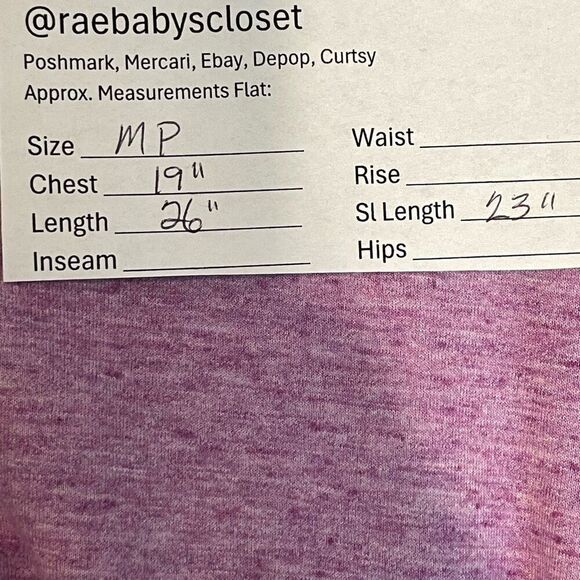 @raebabyscloset
Poshmark, Mercari, Ebay, Depop, Curtsy
Approx. Measurements Flat:
Size MP Waist
Chest 19" Rise
Length 26" Sl Length 23"
Inseam Hips